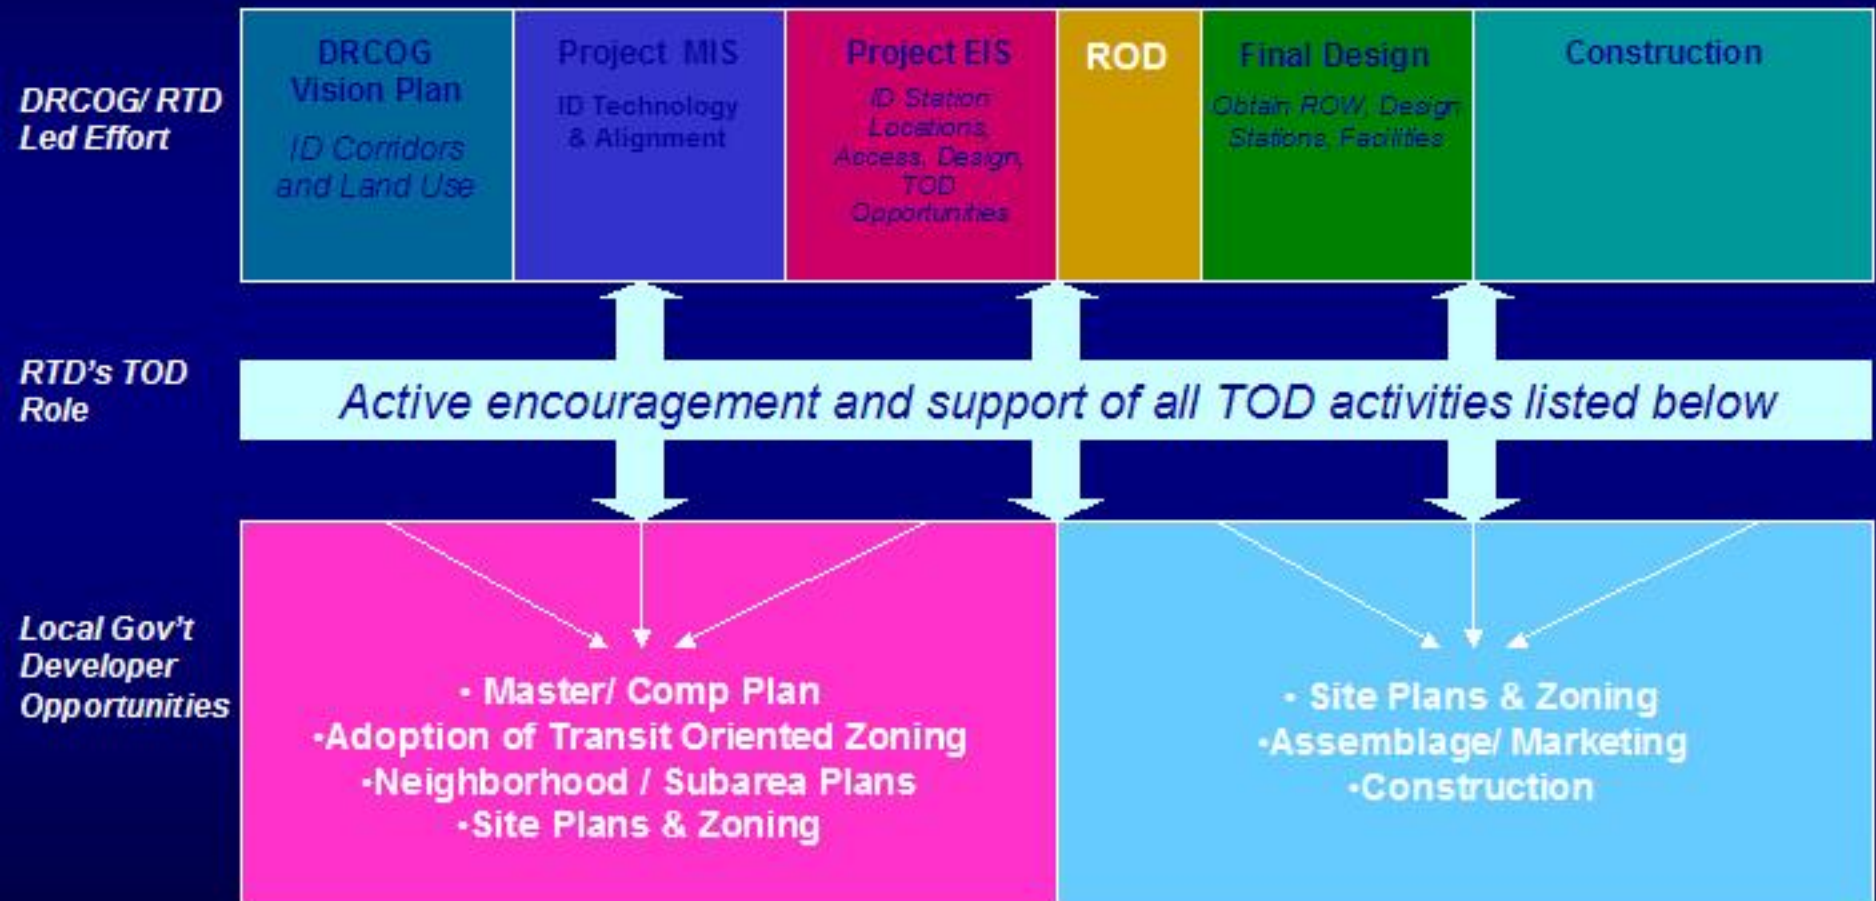 DRCOG/ RTD
Led Effort
DRCOG
Vision Plan
ID Corridors
and Land Use
Project MIS
ID Technology
& Alignment
Project EIS
ID Station
Locations,
Access, Design,
TOD
Opportunities
ROD
Final Design
Obtain ROW, Design
Stations, Facilities
Construction
RTD's TOD
Role
Active encouragement and support of all TOD activities listed below
Local Gov't
Developer
Opportunities
• Master/ Comp Plan
•Adoption of Transit Oriented Zoning
•Neighborhood / Subarea Plans
•Site Plans & Zoning
• Site Plans & Zoning
•Assemblage/ Marketing
•Construction